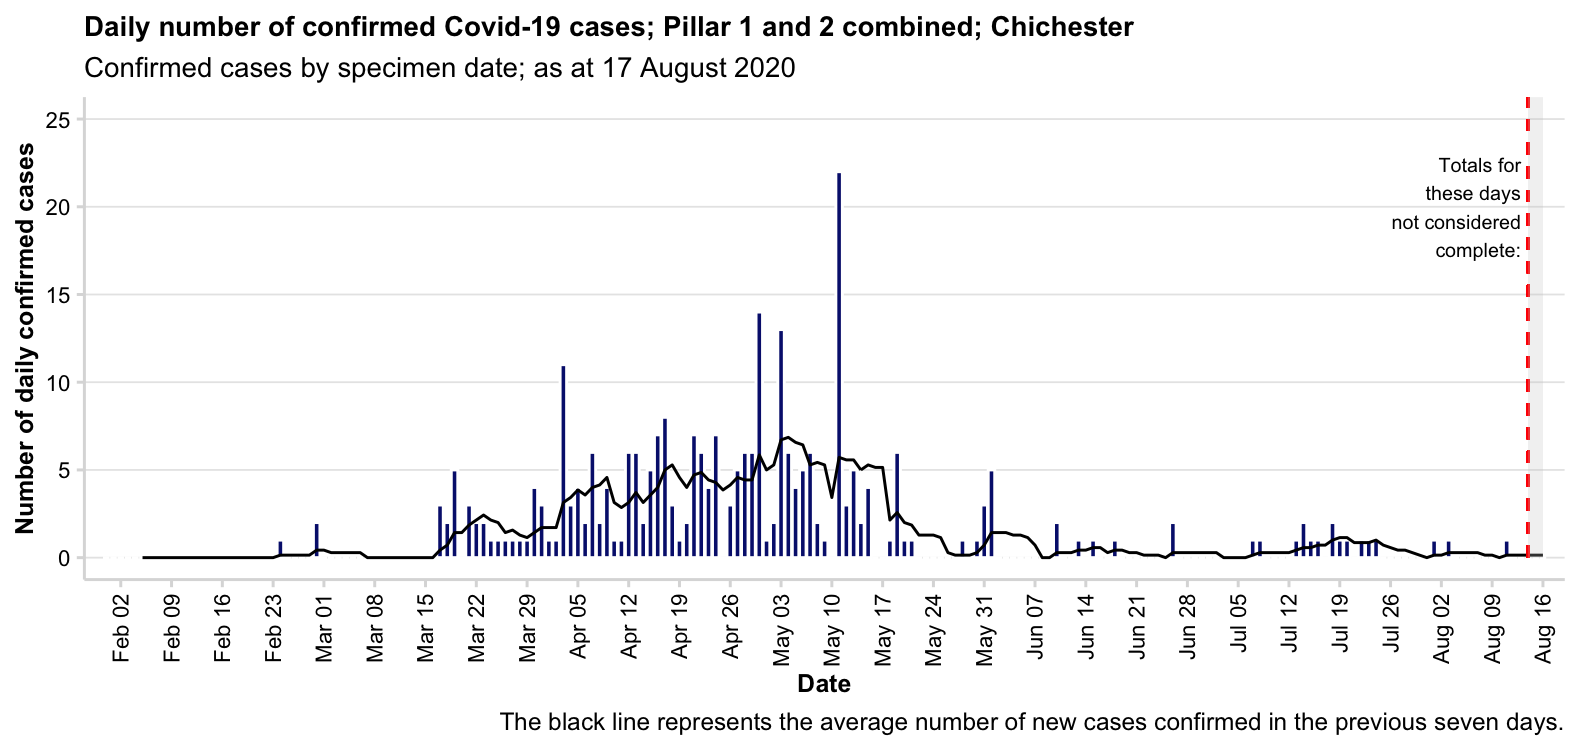 Daily number of confirmed Covid-19 cases; Pillar 1 and 2 combined; Chichester
Confirmed cases by specimen date; as at 17 August 2020
Number of daily confirmed cases
25
20
15
10
5
0
Totals for
these days
not considered
complete:
Feb 02
Feb 09
Feb 16
Feb 23
Mar 01
Mar 08
Mar 15
Mar 22
Mar 29
Apr 05
Apr 12
Apr 19
Apr 26
May 03
May 10
May 17
May 24
May 31
Jun 07
Jun 14
Jun 21
Jun 28
Jul 05
Jul 12
Jul 19
Jul 26
Aug 02
Aug 09
Aug 16
Date
The black line represents the average number of new cases confirmed in the previous seven days.